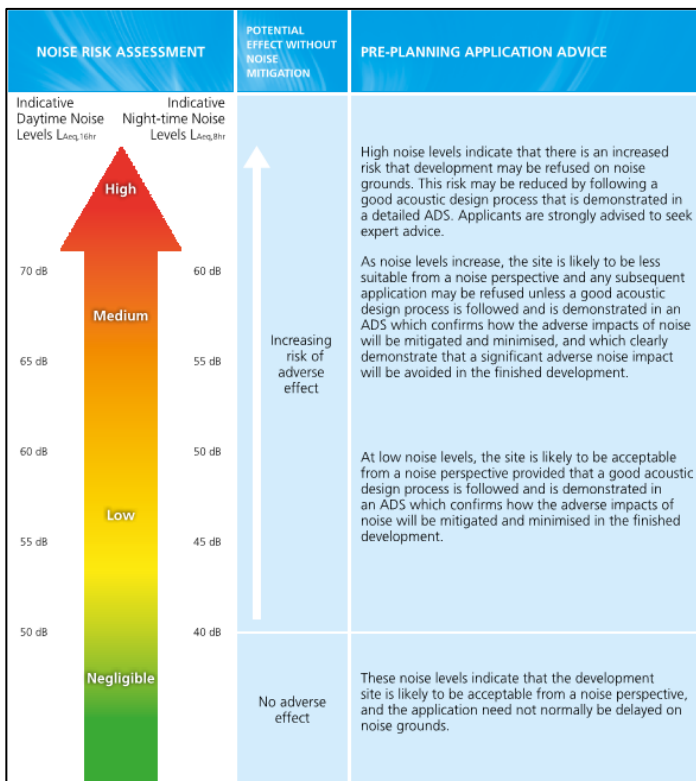 NOISE RISK ASSESSMENT
POTENTIAL
EFFECT WITHOUT
NOISE
MITIGATION
PRE-PLANNING APPLICATION ADVICE
Indicative
Daytime Noise
Levels LAeq,16hr
Indicative
Night-time Noise
Levels LAeq,8hr
High
70 dB
60 dB
Medium
65 dB
55 dB
60 dB
50 dB
Low
55 dB
45 dB
50 dB
40 dB
Negligible
Increasing
risk of
adverse
effect
No adverse
effect
High noise levels indicate that there is an increased
risk that development may be refused on noise
grounds. This risk may be reduced by following a
good acoustic design process that is demonstrated in
a detailed ADS. Applicants are strongly advised to seek
expert advice.
As noise levels increase, the site is likely to be less
suitable from a noise perspective and any subsequent
application may be refused unless a good acoustic
design process is followed and is demonstrated in an
ADS which confirms how the adverse impacts of noise
will be mitigated and minimised, and which clearly
demonstrate that a significant adverse noise impact
will be avoided in the finished development.
At low noise levels, the site is likely to be acceptable
from a noise perspective provided that a good acoustic
design process is followed and is demonstrated in
an ADS which confirms how the adverse impacts of
noise will be mitigated and minimised in the finished
development.
These noise levels indicate that the development
site is likely to be acceptable from a noise perspective,
and the application need not normally be delayed on
noise grounds.